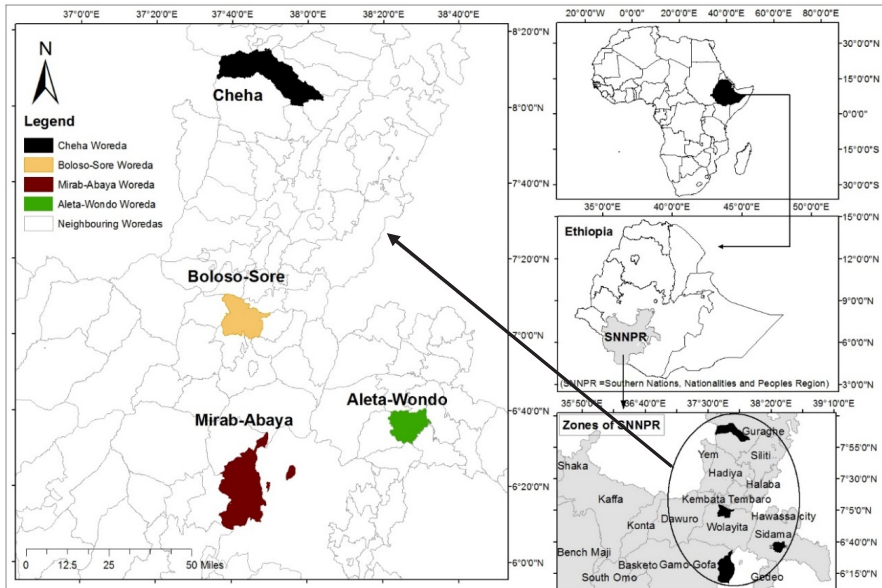 37°0'0"E 37°40'0"E 38°20'0"E
37°20'0"E 38°0'0"E 38°40'0"E
8°20'0"N
8°0'0"N
7°40'0"N
7°20'0"N
7°0'0"N
6°40'0"N
6°20'0"N
6°0'0"N
N
Cheha
Legend
Cheha Woreda
Boloso-Sore Woreda
Mirab-Abaya Woreda
Aleta-Wondo Woreda
Neighbouring Woredas
Boloso-Sore
Aleta-Wondo
Mirab-Abaya
0 12.5 25 50 Miles
20°0'0"W 0°0'0"E 20°0'0"E 40°0'0"E 60°0'0"E
30°0'0"N
15°0'0"N
0°0'0"N
15°0'0"S
30°0'0"S
35°0'0"E 40°0'0"E 45°0'0"E 50°0'0"E
15°0'0"N
12°0'0"N
9°0'0"N
6°0'0"N
3°0'0"N
Ethiopia
SNNPR
(SNNPR =Southern Nations, Nationalities and Peoples Region)
35°50'0"E 36°40'0"E 37°30'0"E 38°20'0"E 39°10'0"E
7°55'0"N
7°30'0"N
7°5'0"N
6°40'0"N
6°15'0"N
Zones of SNNPR
Guraghe
Yem
Siliti
Shaka
Hadiya
Halaba
Kaffa
Kembata Tembaro
Hawassa city
Dawuro
Konta
Wolayita
Sidama
Bench Maji
Basketo
Gamo-Gofa
South Omo
Gedeo